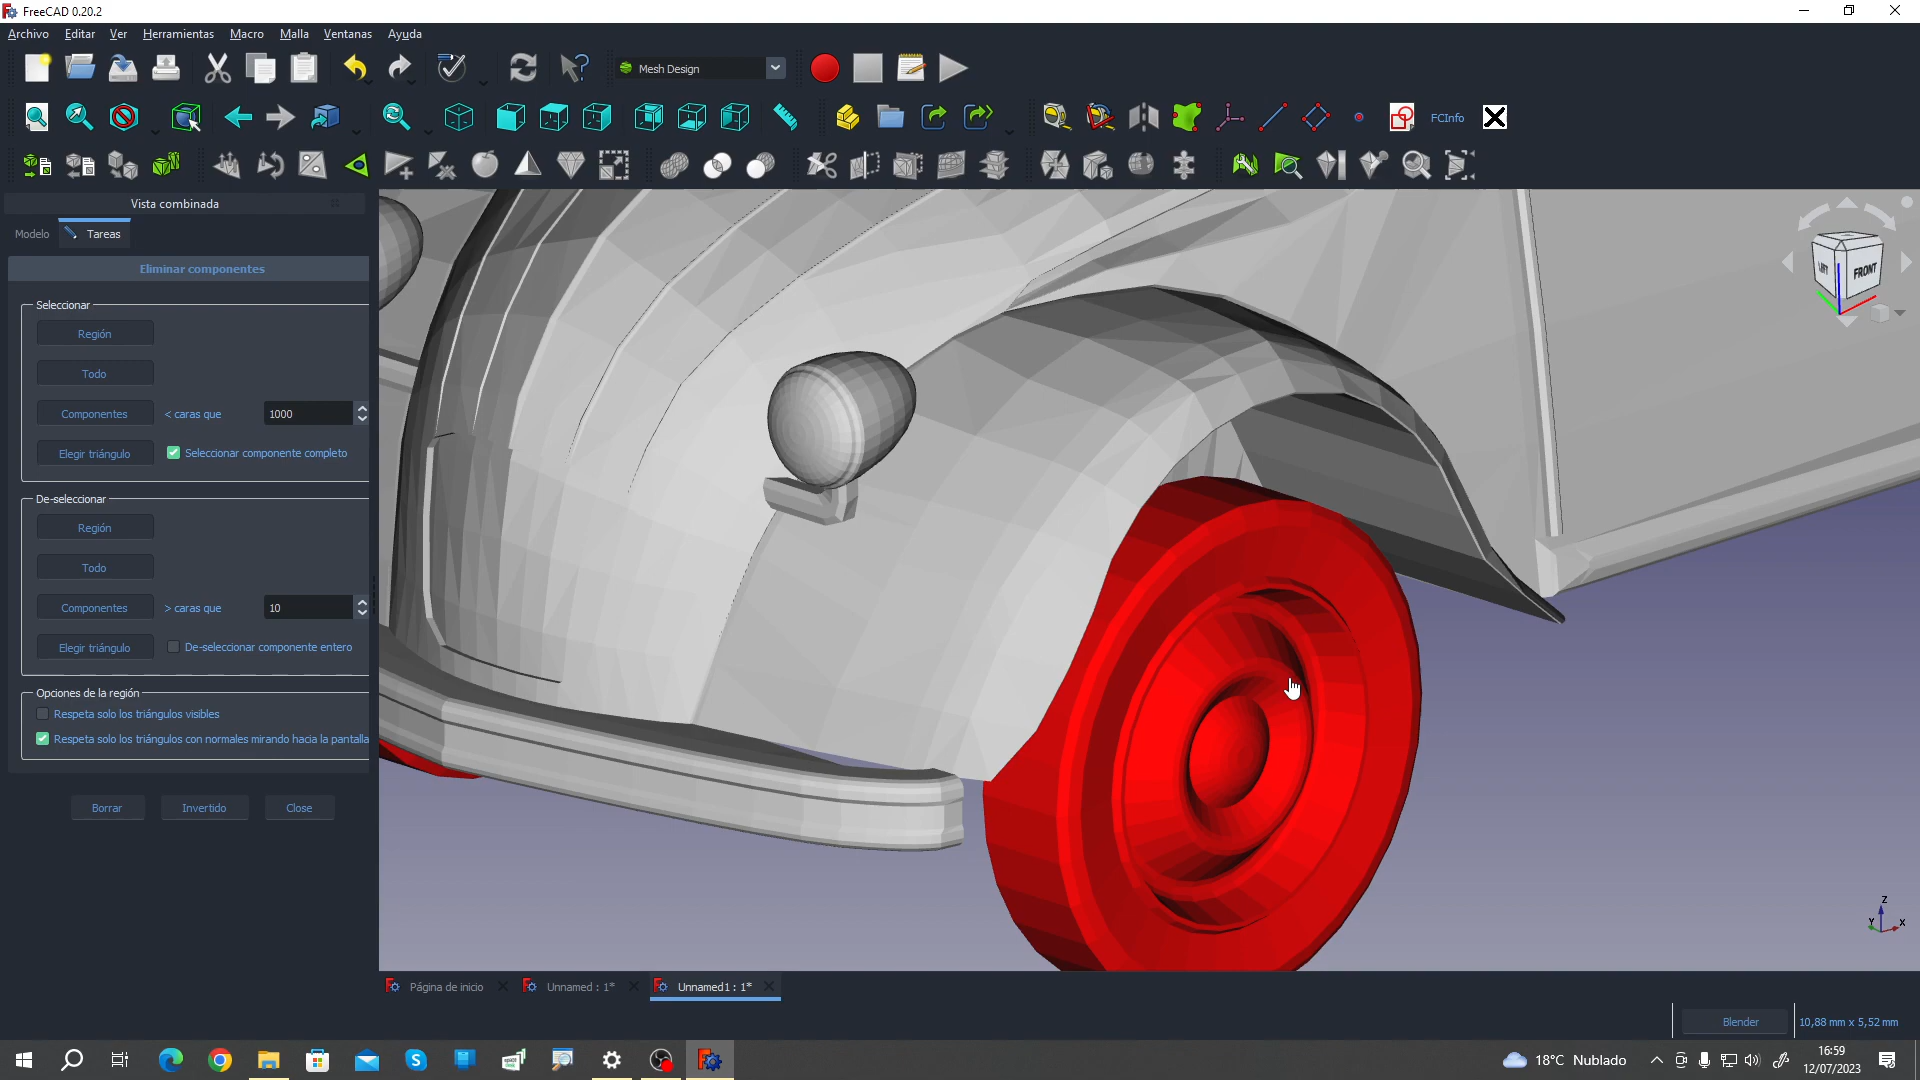 FreeCAD 0.20.2
Archivo Editar Ver Herramientas Macro Malla Ventanas Ayuda
Mesh Design
FCInfo
Vista combinada
Modelo Tareas
Eliminar componentes
Seleccionar
Región
Todo
Componentes < caras que 1000
Elegir triángulo Seleccionar componente completo
De-seleccionar
Región
Todo
Componentes > caras que 10
Elegir triángulo De-seleccionar componente entero
Opciones de la región
Respeta solo los triángulos visibles
Respeta solo los triángulos con normales mirando hacia la pantalla
Borrar Invertido Close
FRONT
Z
Y X
Página de inicio Unnamed : 1* Unnamed1 : 1*
Blender 10,88 mm x 5,52 mm
18°C Nublado
16:59
12/07/2023